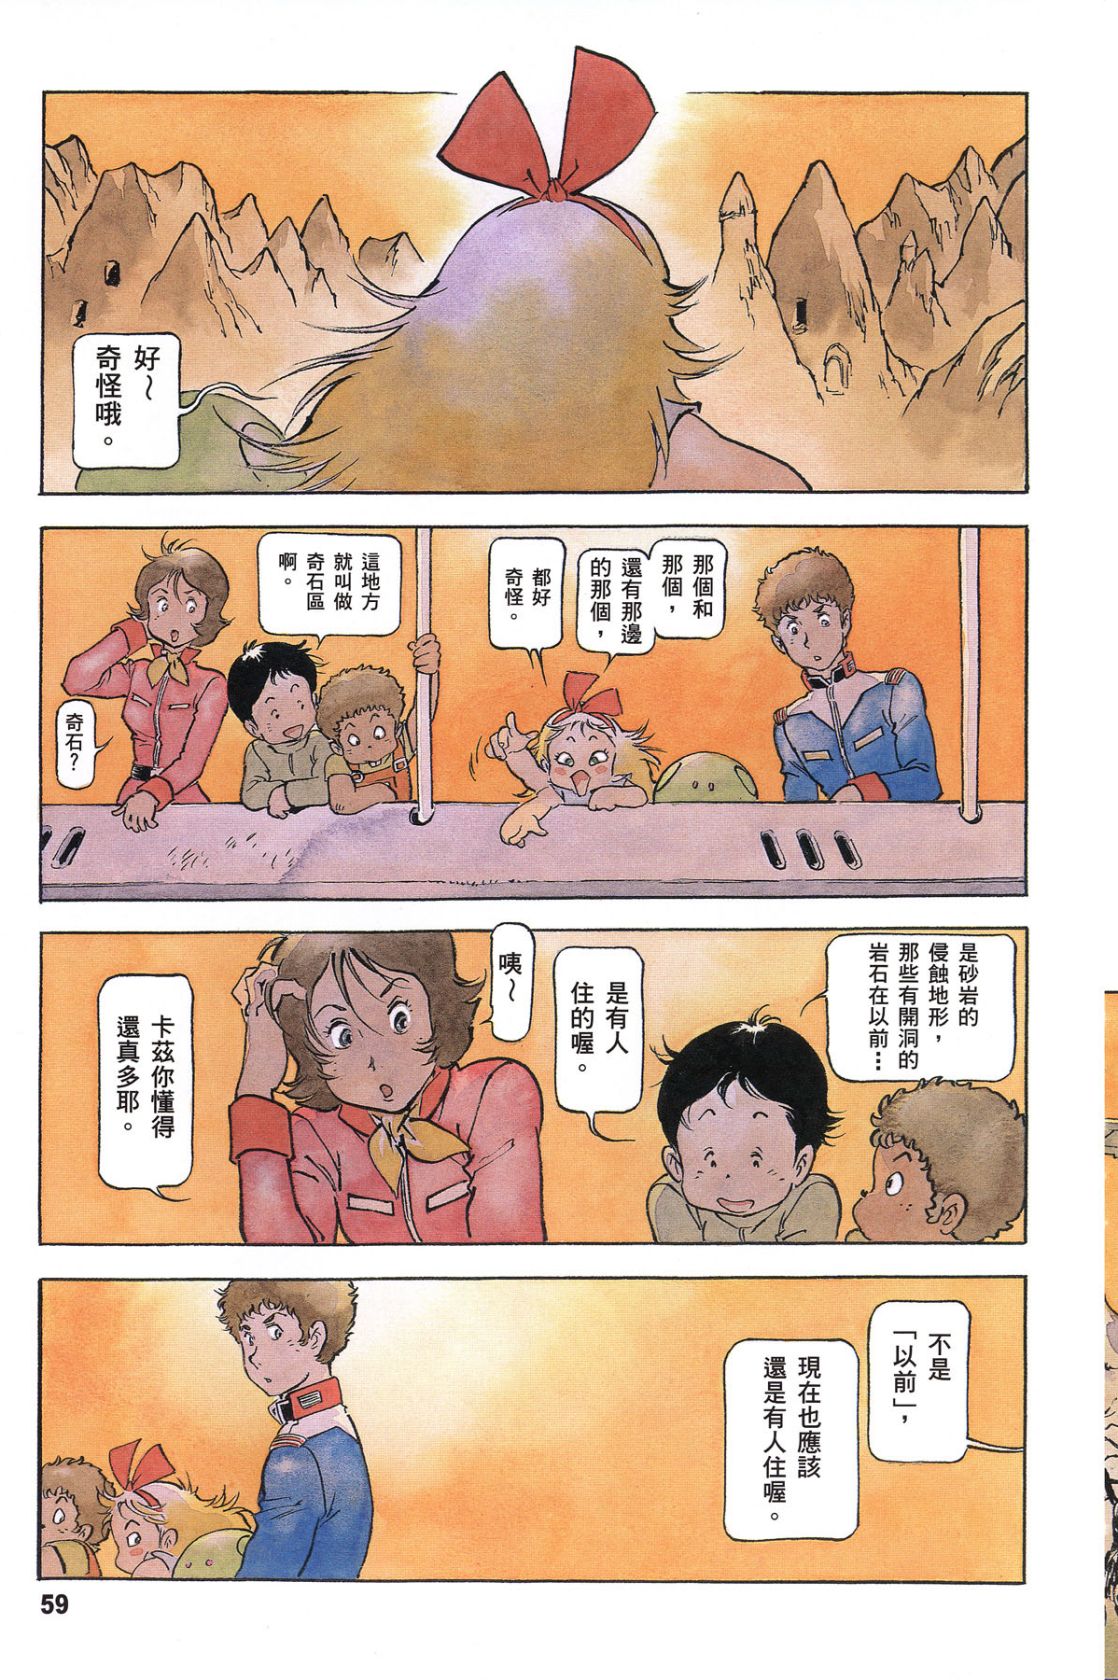 好～
奇怪哦。
那個和
那個，
還有那邊
的那個，
都好
奇怪。
這地方
就叫做
奇石區
啊。
奇石？
是砂岩的
侵蝕地形，
那些有開洞的
岩石在以前…
是有人
住的喔。
咦～
卡茲你懂得
還真多耶。
不是
「以前」，
現在也應該
還是有人住喔。
59